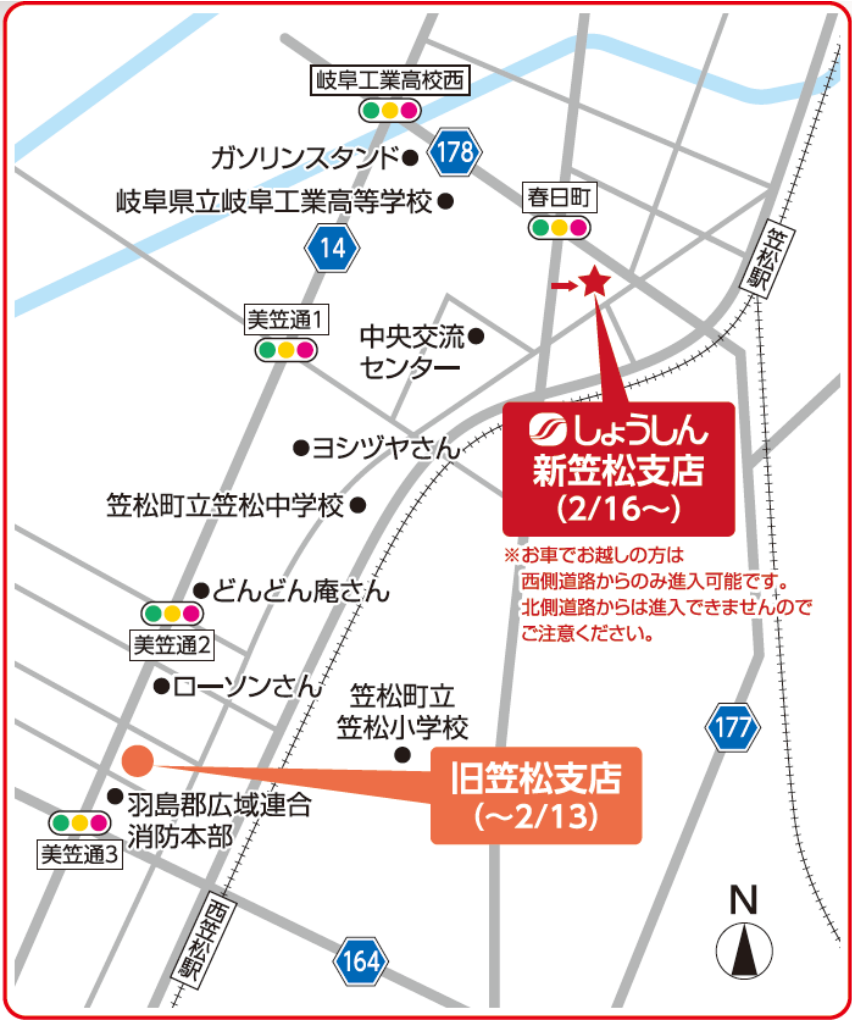 岐阜工業高校西
ガソリンスタンド
178
岐阜県立岐阜工業高等学校
春日町
14
笠松駅
美笠通1
中央交流
センター
しょうしん
新笠松支店
(2/16～)
ヨシヅヤさん
笠松町立笠松中学校
※お車でお越しの方は
西側道路からのみ進入可能です。
北側道路からは進入できませんので
ご注意ください。
どんどん庵さん
美笠通2
ローソンさん
笠松町立
笠松小学校
177
旧笠松支店
(～2/13)
羽島郡広域連合
消防本部
美笠通3
西笠松駅
164
N